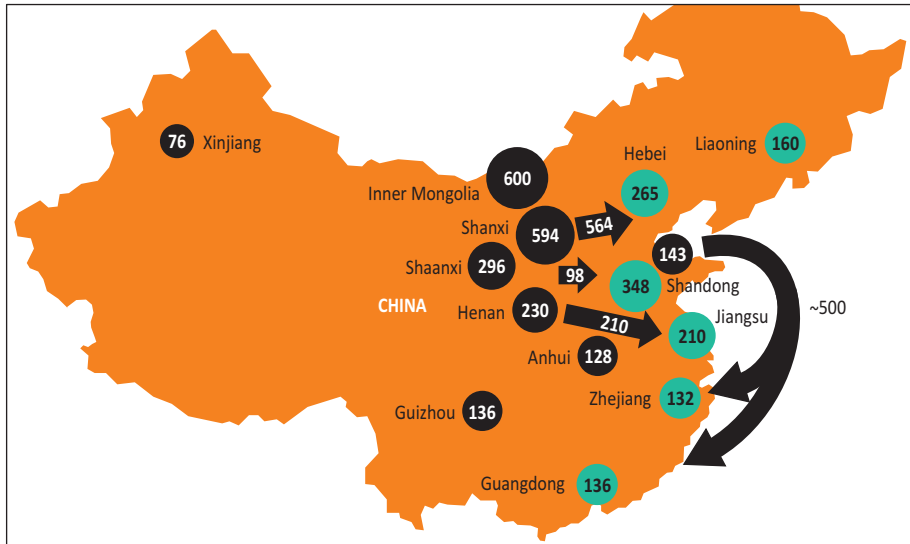 76 Xinjiang
Liaoning 160
Hebei
265
600
Inner Mongolia
Shanxi
594
564
Shaanxi 296
98
143
348
Shandong
CHINA
Henan 230
210
Jiangsu
210
~500
Anhui 128
Zhejiang 132
Guizhou 136
Guangdong 136